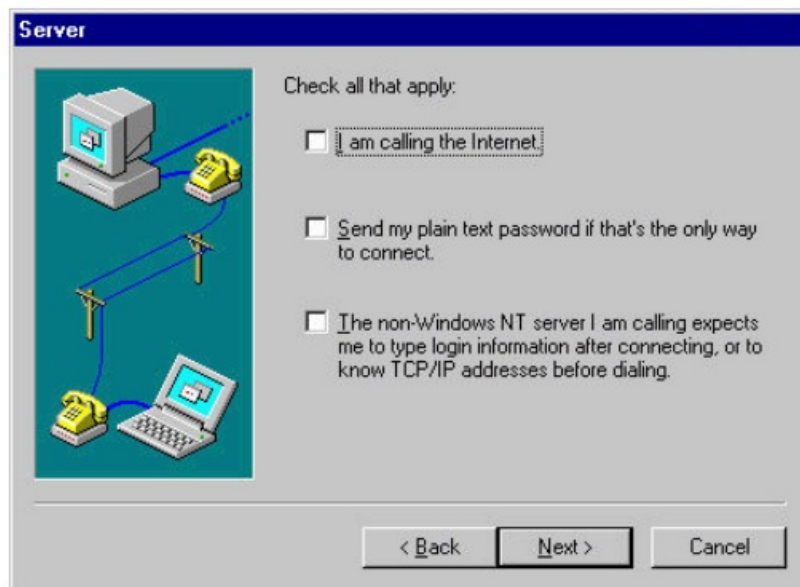 Server
Check all that apply:
I am calling the Internet.
Send my plain text password if that's the only way
to connect.
The non-Windows NT server I am calling expects
me to type login information after connecting, or to
know TCP/IP addresses before dialing.
< Back
Next >
Cancel